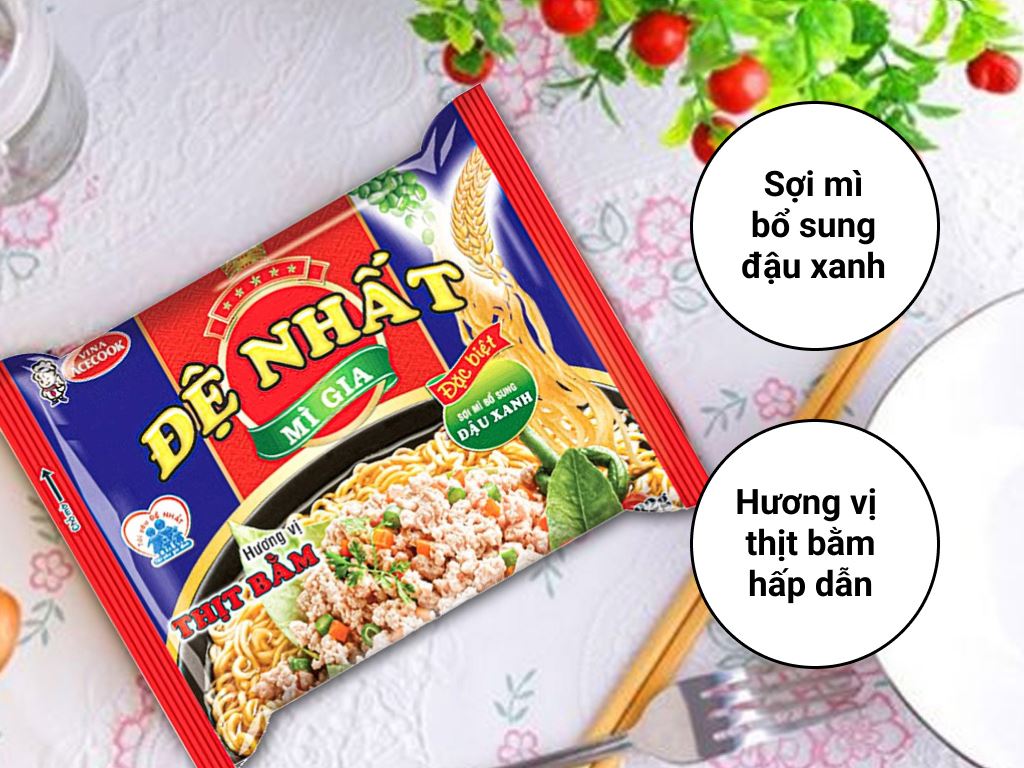 VINA
ACECOOK
ĐỆ NHẤT
MÌ GIA
Đặc biệt
SỢI MÌ BỔ SUNG
ĐẬU XANH
Hương vị
THỊT BẰM
Sợi mì
bổ sung
đậu xanh
Hương vị
thịt bằm
hấp dẫn